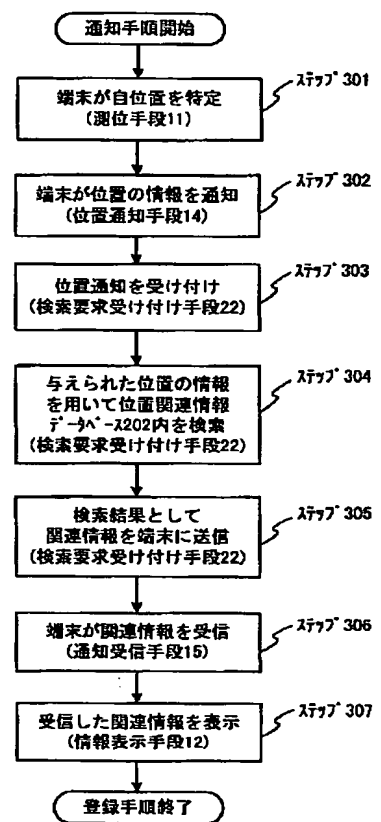 通知手順開始
ステップ301
端末が自位置を特定
(測位手段11)
ステップ302
端末が位置の情報を通知
(位置通知手段14)
ステップ303
位置通知を受け付け
(検索要求受け付け手段22)
ステップ304
与えられた位置の情報
を用いて位置関連情報
データベース202内を検索
(検索要求受け付け手段22)
ステップ305
検索結果として
関連情報を端末に送信
(検索要求受け付け手段22)
ステップ306
端末が関連情報を受信
(通知受信手段15)
ステップ307
受信した関連情報を表示
(情報表示手段12)
登録手順終了